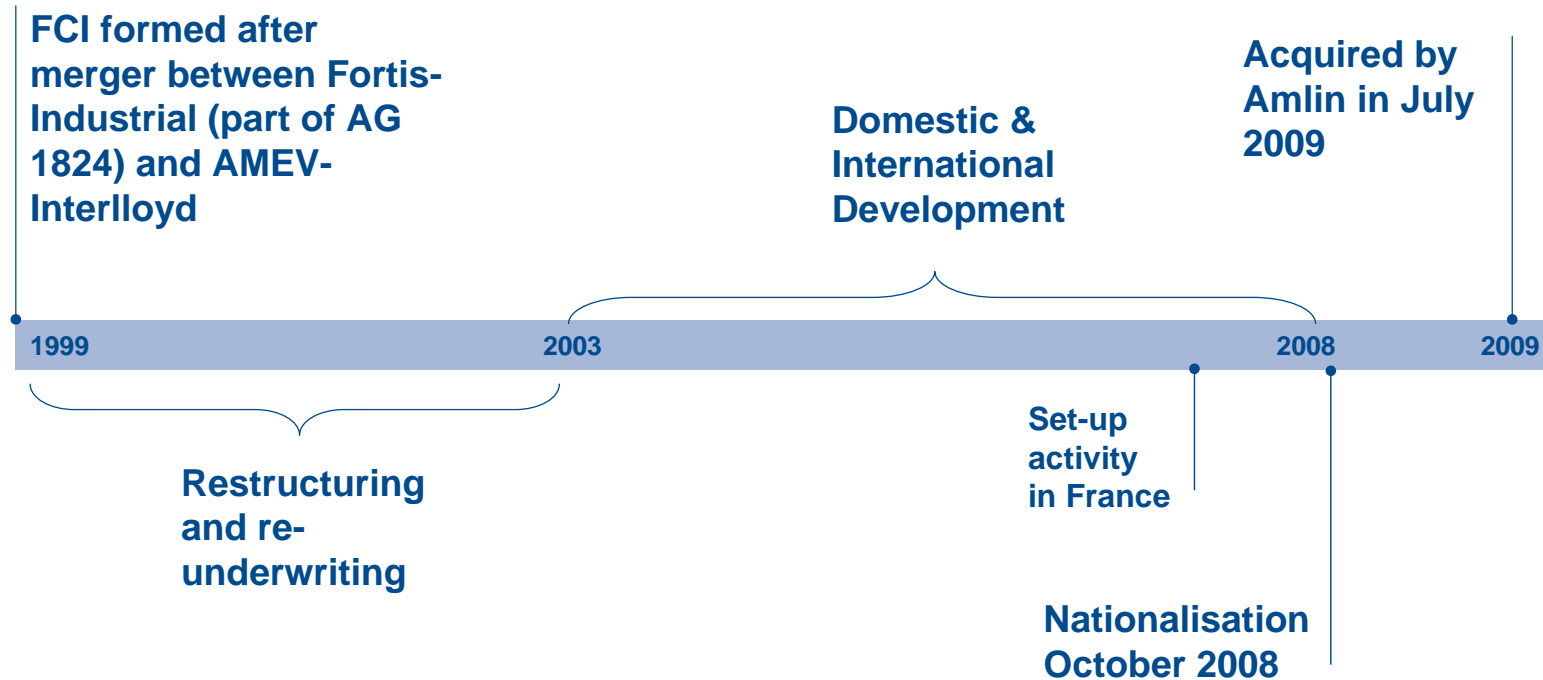 FCI formed after
merger between Fortis-
Industrial (part of AG
1824) and AMEV-
Interlloyd
Domestic &
International
Development
Acquired by
Amlin in July
2009
1999
2003
2008
2009
Restructuring
and re-
underwriting
Set-up
activity
in France
Nationalisation
October 2008